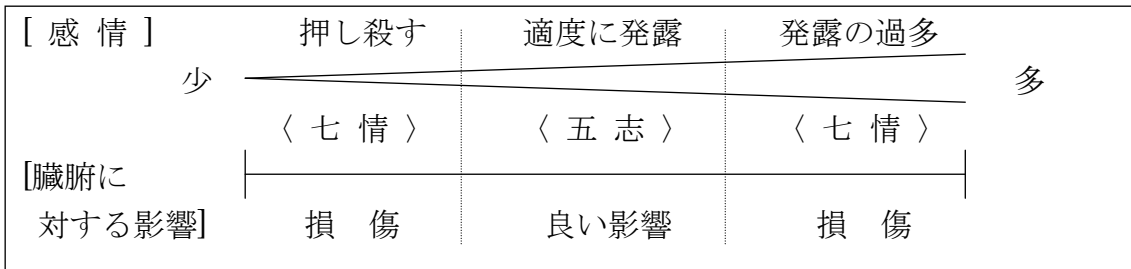 [ 感 情 ] 押し殺す 適度に発露 発露の過多
少 多
〈 七 情 〉 〈 五 志 〉 〈 七 情 〉
[臓腑に
対する影響] 損 傷 良い影響 損 傷